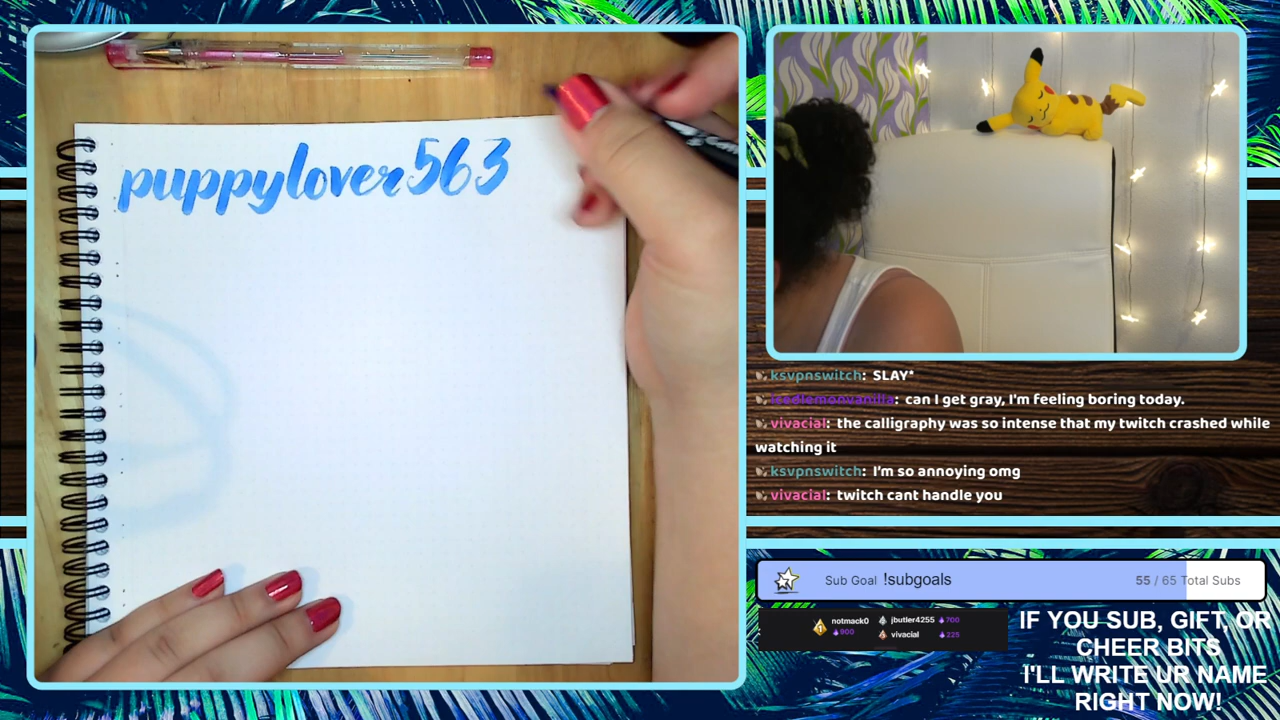 puppylover563
ksvpnswitch: SLAY*
icedlemonvanilla: can I get gray, I'm feeling boring today.
vivacial: the calligraphy was so intense that my twitch crashed while
watching it
ksvpnswitch: I'm so annoying omg
vivacial: twitch cant handle you
Sub Goal !subgoals 55 / 65 Total Subs
1 notmack0 900
jbutler4255 700
vivacial 225
IF YOU SUB, GIFT, OR
CHEER BITS
I'LL WRITE UR NAME
RIGHT NOW!